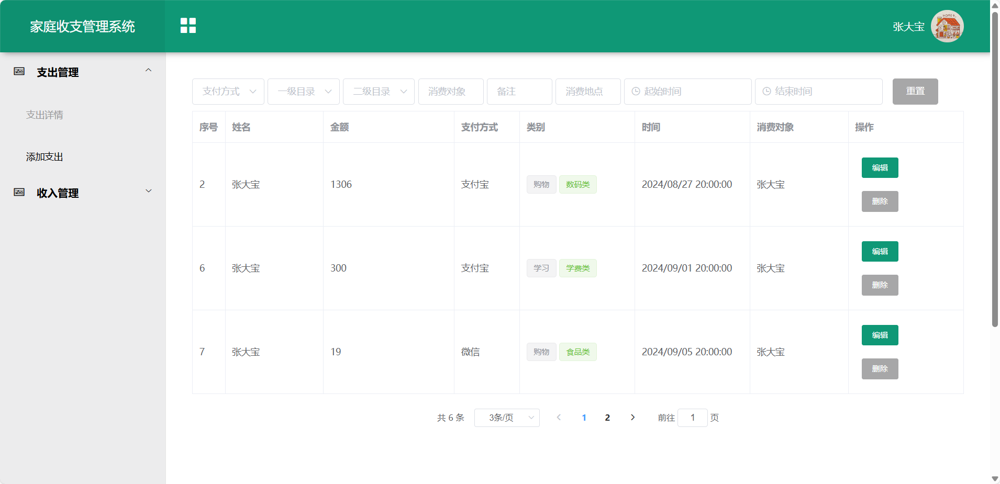 家庭收支管理系统
张大宝
支出管理
支出详情
添加支出
收入管理
支付方式 一级目录 二级目录 消费对象 备注 消费地点 起始时间 结束时间 重置
序号 姓名 金额 支付方式 类别 时间 消费对象 操作
2 张大宝 1306 支付宝 购物 数码类 2024/08/27 20:00:00 张大宝 编辑
删除
6 张大宝 300 支付宝 学习 学费类 2024/09/01 20:00:00 张大宝 编辑
删除
7 张大宝 19 微信 购物 食品类 2024/09/05 20:00:00 张大宝 编辑
删除
共 6 条 3条/页 1 2 前往 1 页